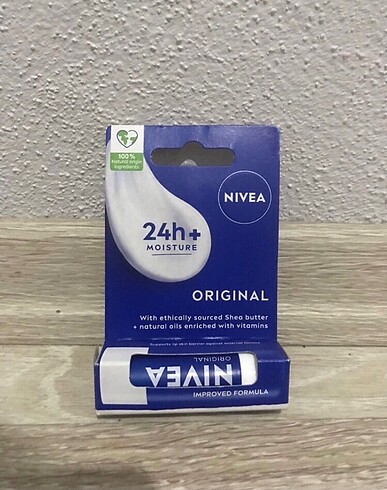 100%
Natural origin
ingredients
NIVEA
24h+
MOISTURE
ORIGINAL
With ethically sourced Shea butter
+ natural oils enriched with vitamins
ORIGINAL
NIVEA
IMPROVED FORMULA